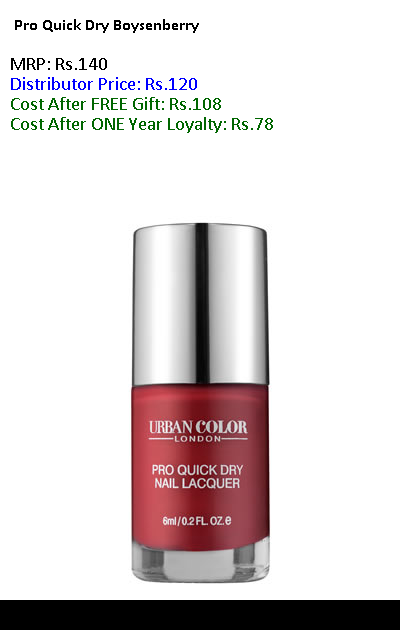 Pro Quick Dry Boysenberry
MRP: Rs.140
Distributor Price: Rs.120
Cost After FREE Gift: Rs.108
Cost After ONE Year Loyalty: Rs.78
URBAN COLOR
LONDON
PRO QUICK DRY
NAIL LACQUER
6ml/0.2 FL. OZ.e